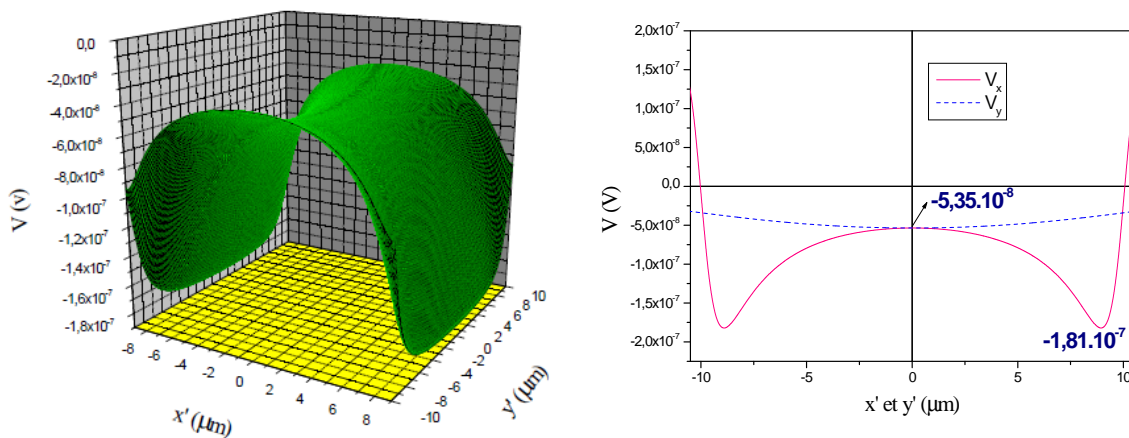 0,0
-2,0x10⁻⁸
-4,0x10⁻⁸
-6,0x10⁻⁸
-8,0x10⁻⁸
-1,0x10⁻⁷
-1,2x10⁻⁷
-1,4x10⁻⁷
-1,6x10⁻⁷
-1,8x10⁻⁷
V (v)
-8 -6 -4 -2 0 2 4 6 8
x' (µm)
-10 -8 -6 -4 -2 0 2 4 6 8 10
y' (µm)
2,0x10⁻⁷
1,5x10⁻⁷
1,0x10⁻⁷
5,0x10⁻⁸
0,0
-5,0x10⁻⁸
-1,0x10⁻⁷
-1,5x10⁻⁷
-2,0x10⁻⁷
V (V)
Vₓ
V_y
-5,35.10⁻⁸
-1,81.10⁻⁷
-10 -5 0 5 10
x' et y' (µm)